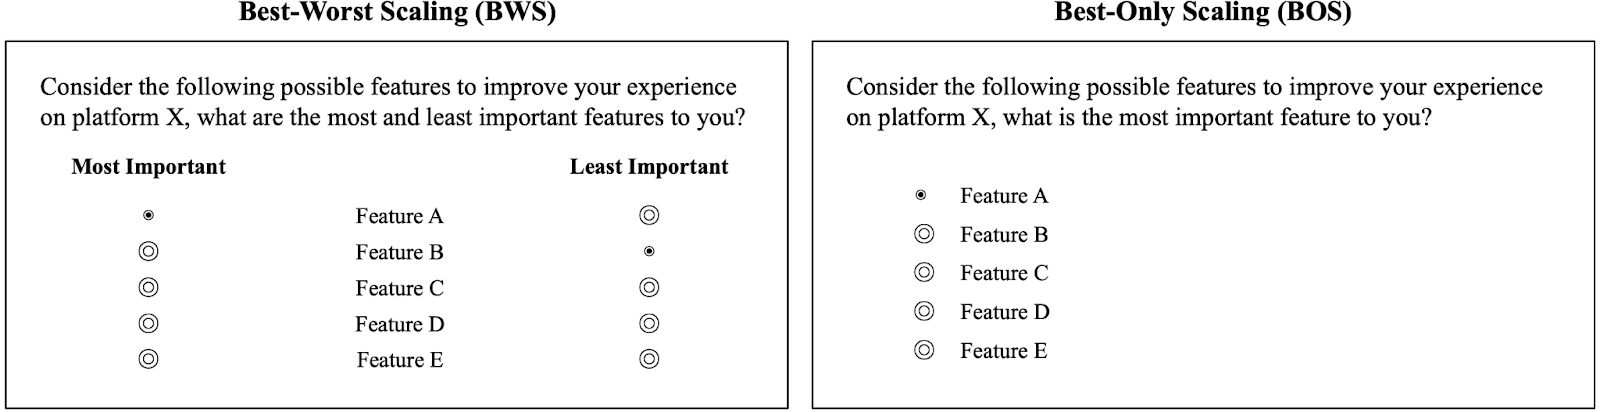 Best-Worst Scaling (BWS)
Consider the following possible features to improve your experience
on platform X, what are the most and least important features to you?
Most Important Least Important
Feature A
Feature B
Feature C
Feature D
Feature E
Best-Only Scaling (BOS)
Consider the following possible features to improve your experience
on platform X, what is the most important feature to you?
Feature A
Feature B
Feature C
Feature D
Feature E